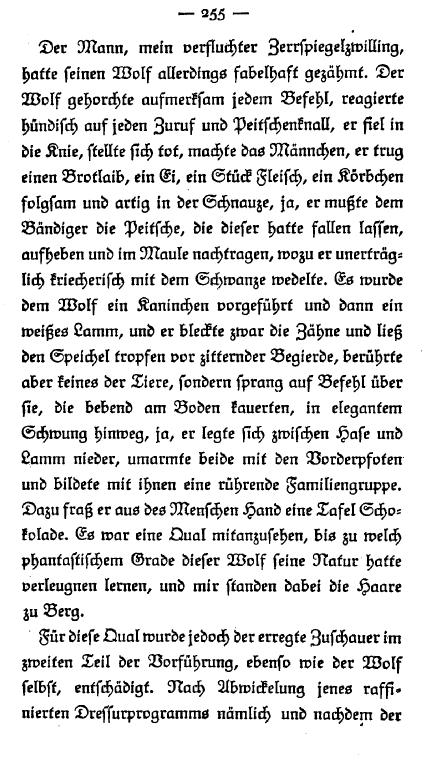 — 255 —
Der Mann, mein verfluchter Zerrspiegelzwilling,
hatte seinen Wolf allerdings fabelhaft gezähmt. Der
Wolf gehorchte aufmerksam jedem Befehl, reagierte
hündisch auf jeden Zuruf und Peitschenknall, er fiel in
die Knie, stellte sich tot, machte das Männchen, er trug
einen Brotlaib, ein Ei, ein Stück Fleisch, ein Körbchen
folgsam und artig in der Schnauze, ja, er mußte dem
Bändiger die Peitsche, die dieser hatte fallen lassen,
aufheben und im Maule nachtragen, wozu er unerträg-
lich kriecherisch mit dem Schwanze wedelte. Es wurde
dem Wolf ein Kaninchen vorgeführt und dann ein
weißes Lamm, und er bleckte zwar die Zähne und ließ
den Speichel tropfen vor zitternder Begierde, berührte
aber keines der Tiere, sondern sprang auf Befehl über
sie, die bebend am Boden kauerten, in elegantem
Schwung hinweg, ja, er legte sich zwischen Hase und
Lamm nieder, umarmte beide mit den Vorderpfoten
und bildete mit ihnen eine rührende Familiengruppe.
Dazu fraß er aus des Menschen Hand eine Tafel Scho-
kolade. Es war eine Qual mitanzusehen, bis zu welch
phantastischem Grade dieser Wolf seine Natur hatte
verleugnen lernen, und mir standen dabei die Haare
zu Berg.
Für diese Qual wurde jedoch der erregte Zuschauer im
zweiten Teil der Vorführung, ebenso wie der Wolf
selbst, entschädigt. Nach Abwickelung jenes raffi-
nierten Dressurprogramms nämlich und nachdem der